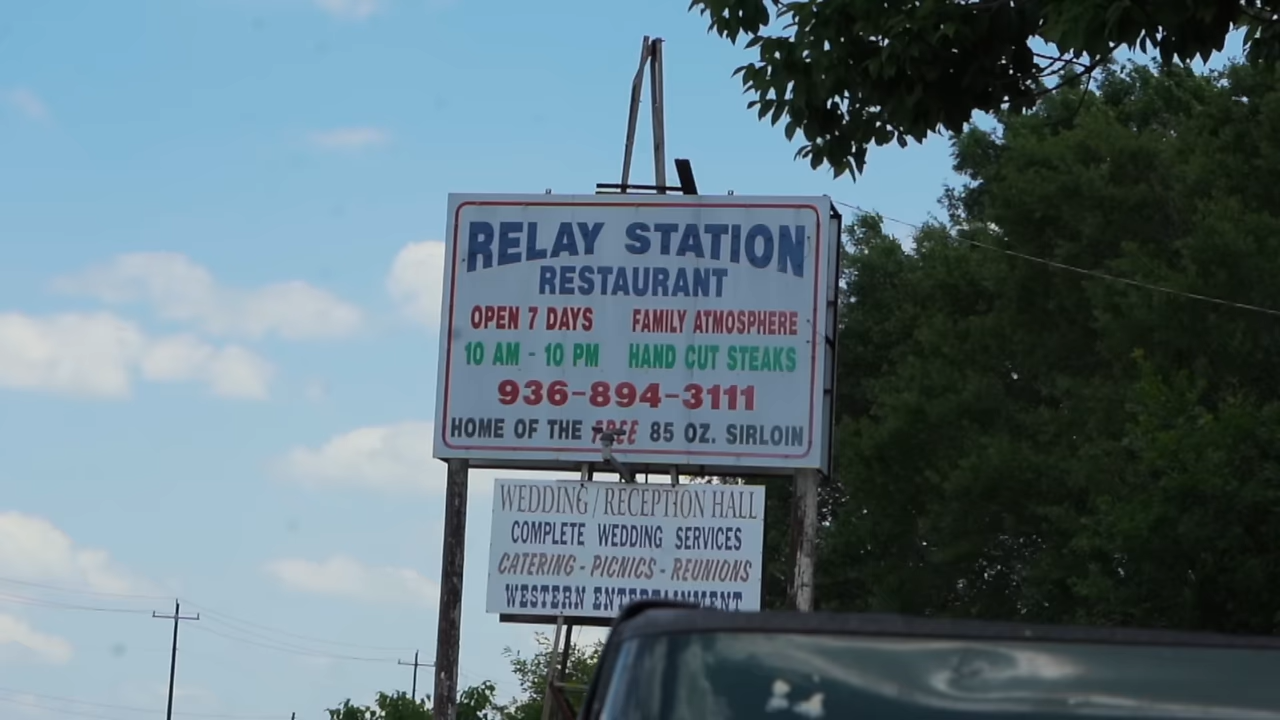 RELAY STATION
RESTAURANT
OPEN 7 DAYS FAMILY ATMOSPHERE
10 AM - 10 PM HAND CUT STEAKS
936-894-3111
HOME OF THE FREE 85 OZ. SIRLOIN
WEDDING / RECEPTION HALL
COMPLETE WEDDING SERVICES
CATERING - PICNICS - REUNIONS
WESTERN ENTERTAINMENT